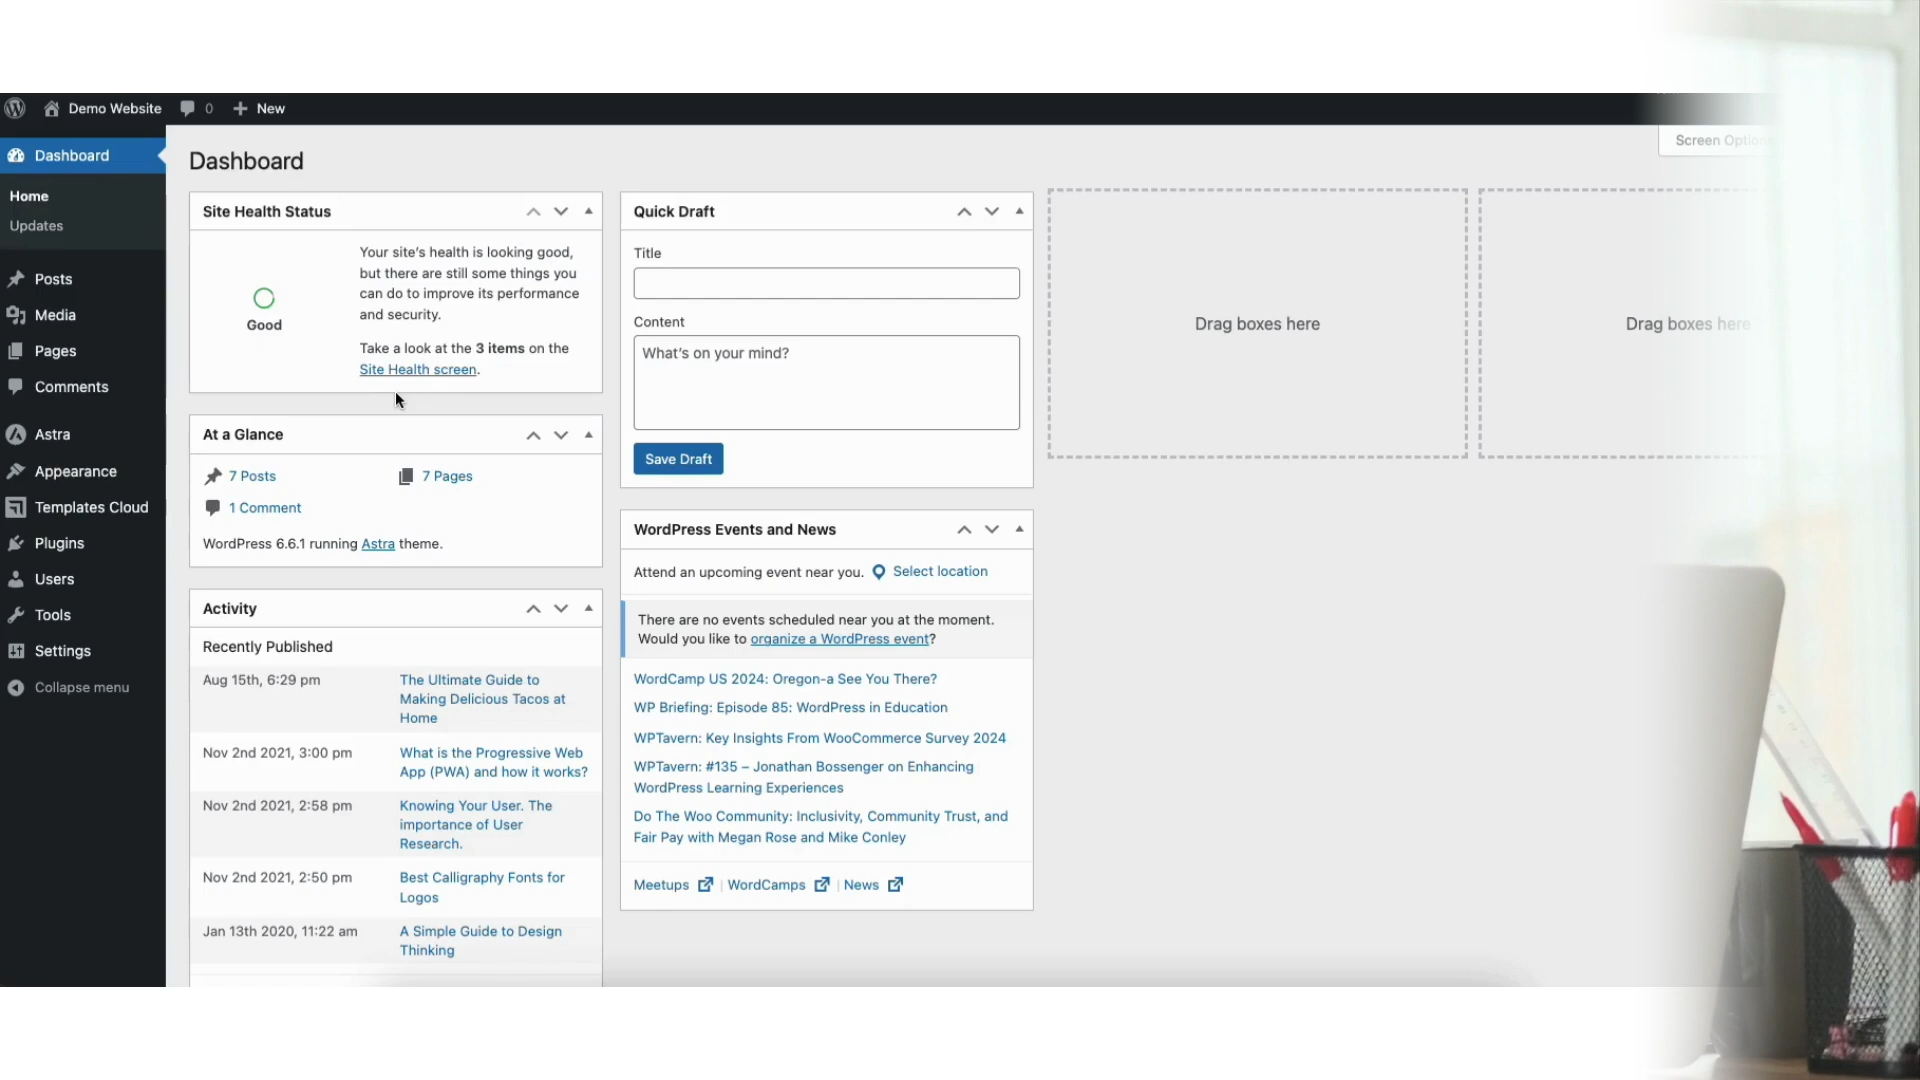 Demo Website 0 New
Screen Options
Dashboard
Home
Updates
Posts
Media
Pages
Comments
Astra
Appearance
Templates Cloud
Plugins
Users
Tools
Settings
Collapse menu
Dashboard
Site Health Status
Good
Your site's health is looking good,
but there are still some things you
can do to improve its performance
and security.
Take a look at the 3 items on the
Site Health screen.
At a Glance
7 Posts
7 Pages
1 Comment
WordPress 6.6.1 running Astra theme.
Activity
Recently Published
Aug 15th, 6:29 pm
The Ultimate Guide to
Making Delicious Tacos at
Home
Nov 2nd 2021, 3:00 pm
What is the Progressive Web
App (PWA) and how it works?
Nov 2nd 2021, 2:58 pm
Knowing Your User. The
importance of User
Research.
Nov 2nd 2021, 2:50 pm
Best Calligraphy Fonts for
Logos
Jan 13th 2020, 11:22 am
A Simple Guide to Design
Thinking
Quick Draft
Title
Content
What's on your mind?
Save Draft
WordPress Events and News
Attend an upcoming event near you. Select location
There are no events scheduled near you at the moment.
Would you like to organize a WordPress event?
WordCamp US 2024: Oregon-a See You There?
WP Briefing: Episode 85: WordPress in Education
WPTavern: Key Insights From WooCommerce Survey 2024
WPTavern: #135 – Jonathan Bossenger on Enhancing
WordPress Learning Experiences
Do The Woo Community: Inclusivity, Community Trust, and
Fair Pay with Megan Rose and Mike Conley
Meetups | WordCamps | News
Drag boxes here
Drag boxes here